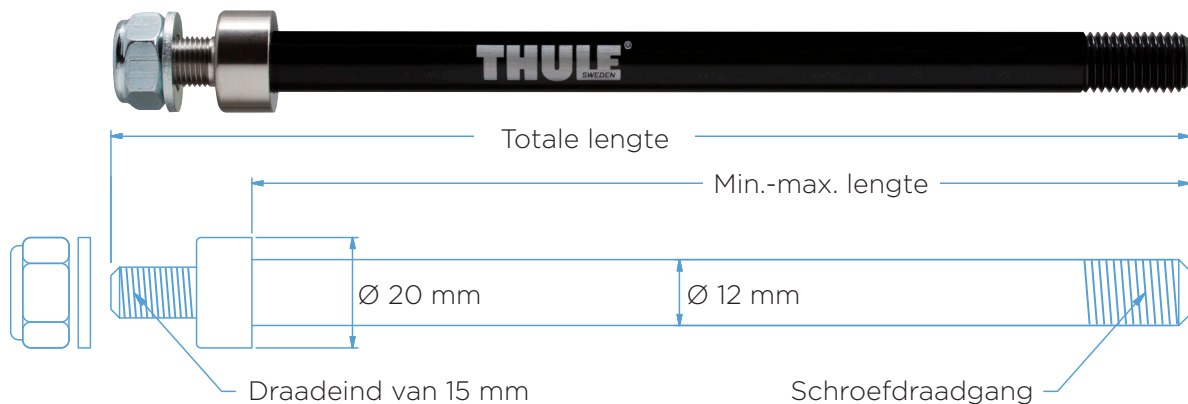 THULE®
SWEDEN
Totale lengte
Min.-max. lengte
Ø 20 mm
Ø 12 mm
Draadeind van 15 mm
Schroefdraadgang